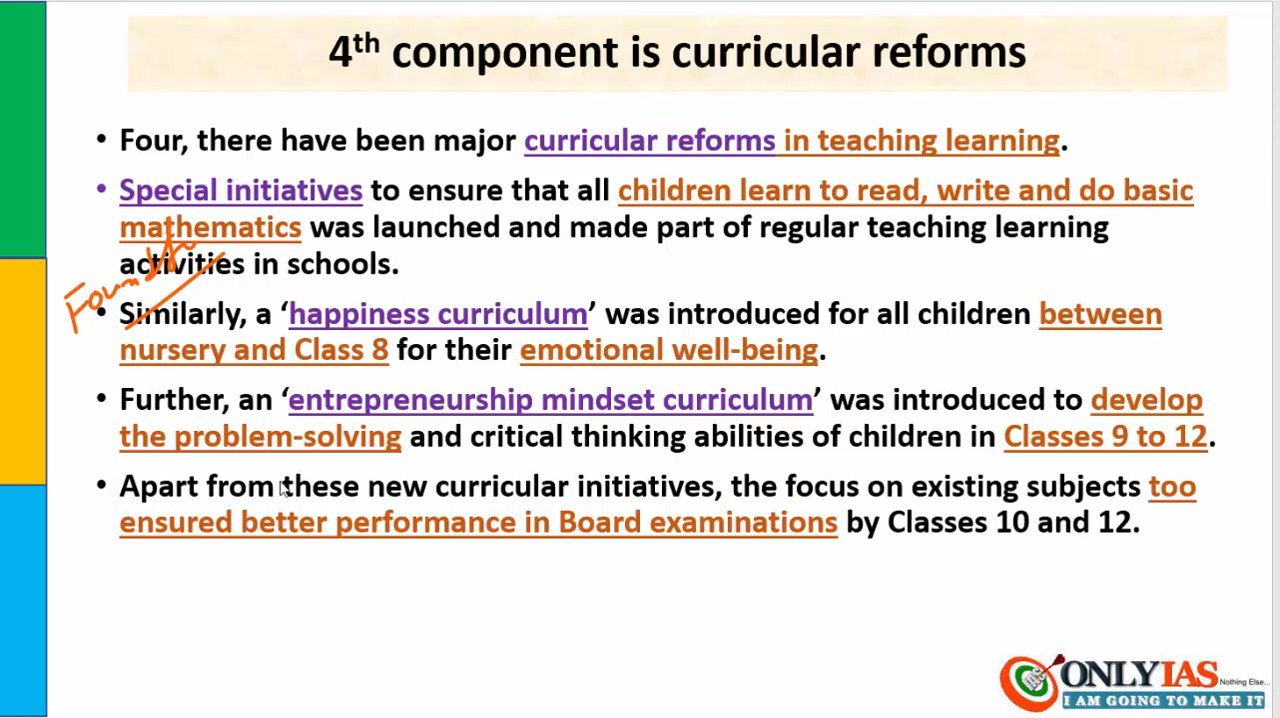 4th component is curricular reforms
• Four, there have been major curricular reforms in teaching learning.
• Special initiatives to ensure that all children learn to read, write and do basic
mathematics was launched and made part of regular teaching learning
activities in schools.
• Similarly, a ‘happiness curriculum’ was introduced for all children between
nursery and Class 8 for their emotional well-being.
• Further, an ‘entrepreneurship mindset curriculum’ was introduced to develop
the problem-solving and critical thinking abilities of children in Classes 9 to 12.
• Apart from these new curricular initiatives, the focus on existing subjects too
ensured better performance in Board examinations by Classes 10 and 12.
ONLYIAS
Nothing Else...
I AM GOING TO MAKE IT